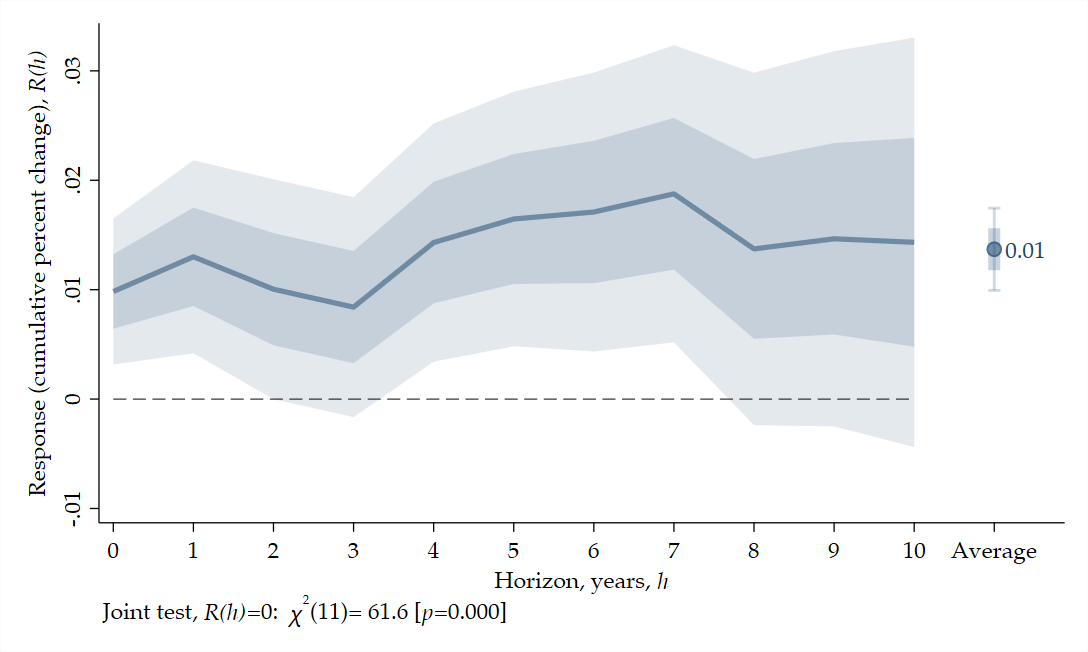 Response (cumulative percent change), R(h)
.03
.02
.01
0
-.01
0.01
0 1 2 3 4 5 6 7 8 9 10 Average
Horizon, years, h
Joint test, R(h)=0: χ²(11)= 61.6 [p=0.000]